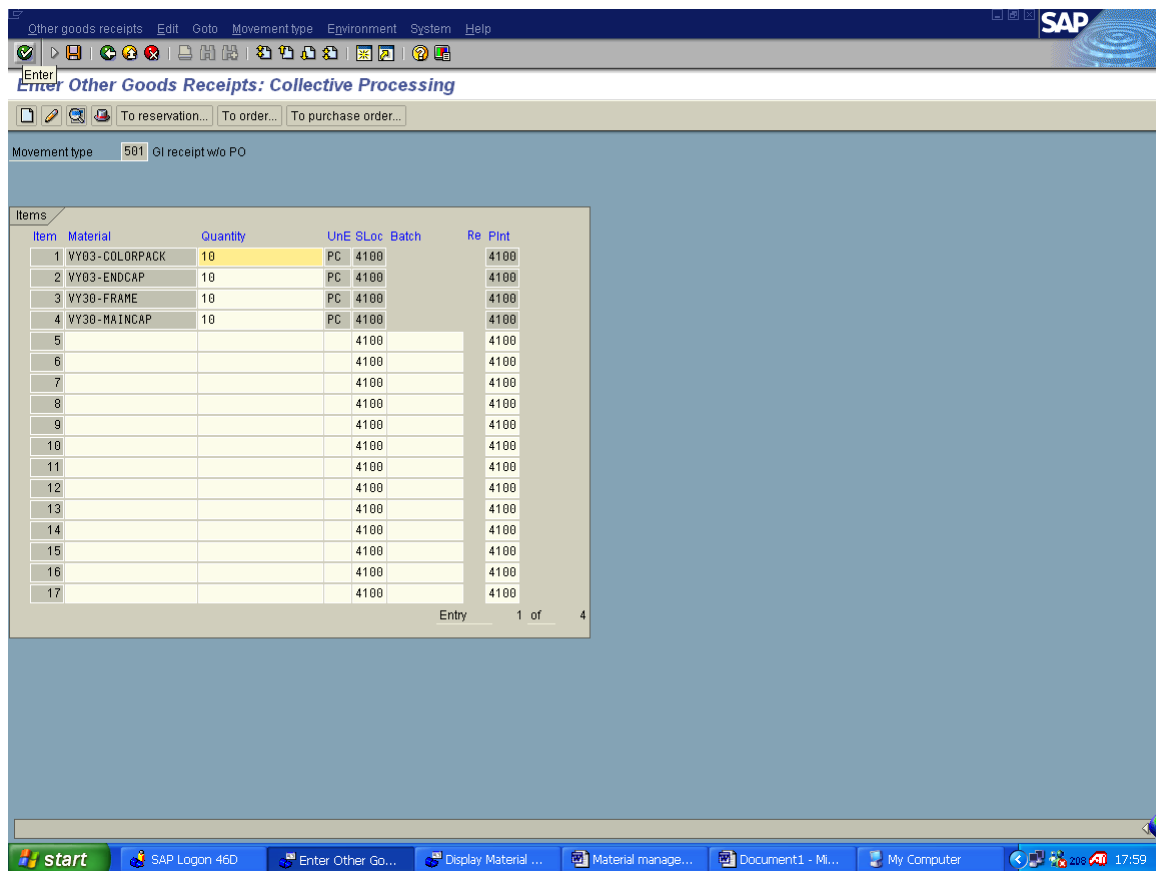 Other goods receipts Edit Goto Movement type Environment System Help
SAP
Enter
Enter Other Goods Receipts: Collective Processing
To reservation... To order... To purchase order...
Movement type 501 GI receipt w/o PO
Items
Item Material Quantity UnE SLoc Batch Re Plnt
1 VY03-COLORPACK 10 PC 4100 4100
2 VY03-ENDCAP 10 PC 4100 4100
3 VY30-FRAME 10 PC 4100 4100
4 VY30-MAINCAP 10 PC 4100 4100
5 4100 4100
6 4100 4100
7 4100 4100
8 4100 4100
9 4100 4100
10 4100 4100
11 4100 4100
12 4100 4100
13 4100 4100
14 4100 4100
15 4100 4100
16 4100 4100
17 4100 4100
Entry 1 of 4
start SAP Logon 46D Enter Other Go... Display Material ... Material manage... Document1 - Mi... My Computer 208 17:59